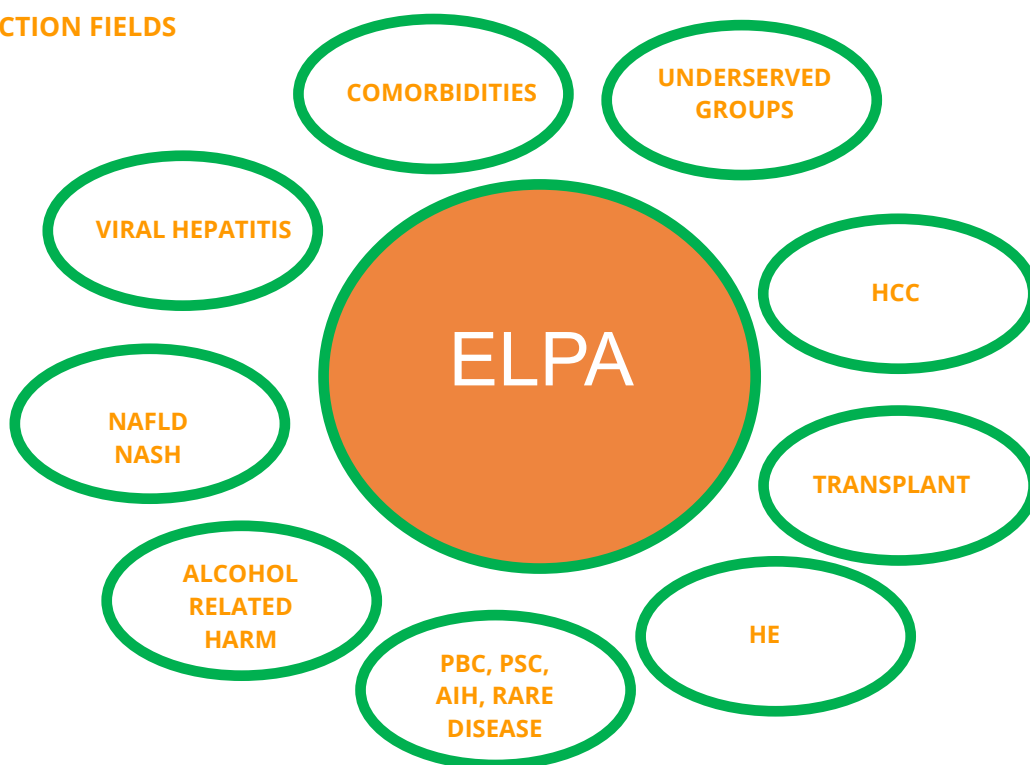 CTION FIELDS
COMORBIDITIES
UNDERSERVED
GROUPS
VIRAL HEPATITIS
HCC
ELPA
NAFLD
NASH
TRANSPLANT
ALCOHOL
RELATED
HARM
HE
PBC, PSC,
AIH, RARE
DISEASE